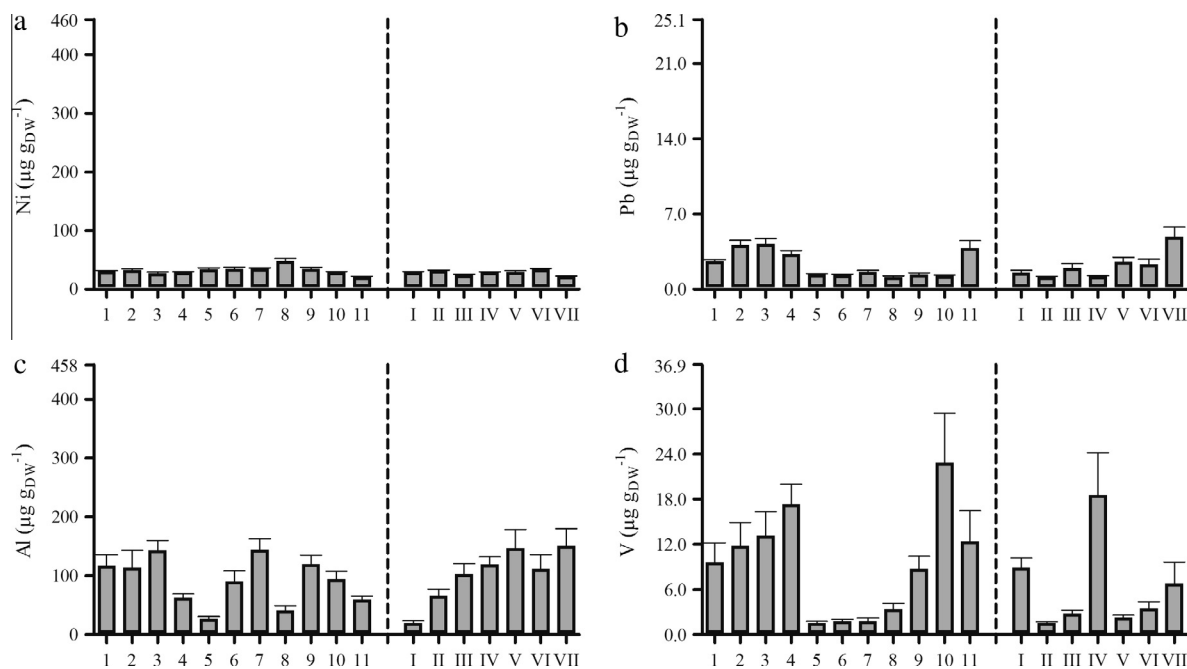 a
460
400
300
200
100
0
Ni (µg gDW⁻¹)
1 2 3 4 5 6 7 8 9 10 11 I II III IV V VI VII
b
25.1
21.0
14.0
7.0
0.0
Pb (µg gDW⁻¹)
1 2 3 4 5 6 7 8 9 10 11 I II III IV V VI VII
c
458
400
300
200
100
0
Al (µg gDW⁻¹)
1 2 3 4 5 6 7 8 9 10 11 I II III IV V VI VII
d
36.9
30.0
24.0
18.0
12.0
6.0
0.0
V (µg gDW⁻¹)
1 2 3 4 5 6 7 8 9 10 11 I II III IV V VI VII